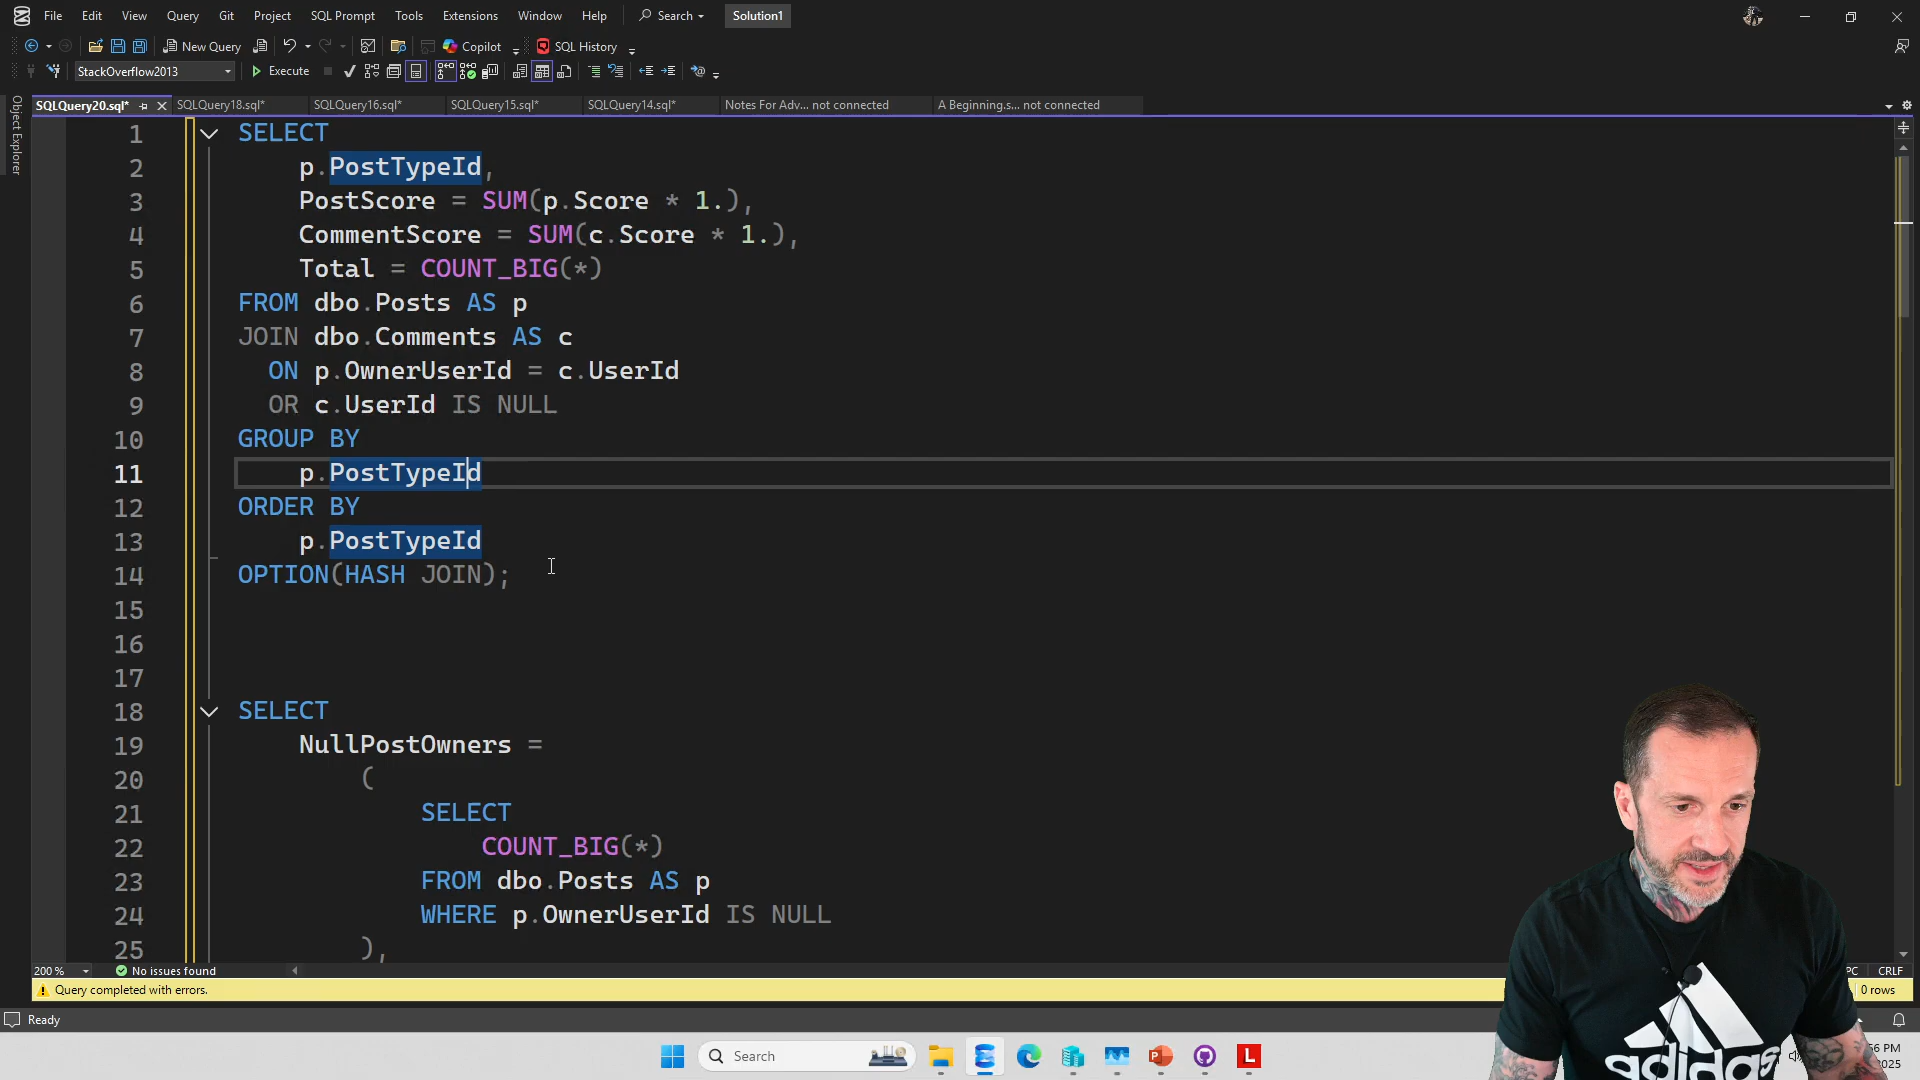 File Edit View Query Git Project SQL Prompt Tools Extensions Window Help Search Solution1
New Query Copilot SQL History
StackOverflow2013 Execute
Object Explorer
SQLQuery20.sql* SQLQuery18.sql* SQLQuery16.sql* SQLQuery15.sql* SQLQuery14.sql* Notes For Adv... not connected A Beginning.s... not connected
1 SELECT
2 p.PostTypeId,
3 PostScore = SUM(p.Score * 1.),
4 CommentScore = SUM(c.Score * 1.),
5 Total = COUNT_BIG(*)
6 FROM dbo.Posts AS p
7 JOIN dbo.Comments AS c
8 ON p.OwnerUserId = c.UserId
9 OR c.UserId IS NULL
10 GROUP BY
11 p.PostTypeId
12 ORDER BY
13 p.PostTypeId
14 OPTION(HASH JOIN);
15
16
17
18 SELECT
19 NullPostOwners =
20 (
21 SELECT
22 COUNT_BIG(*)
23 FROM dbo.Posts AS p
24 WHERE p.OwnerUserId IS NULL
25 ),
200 % No issues found CRLF
Query completed with errors. 0 rows
Ready
Search L
adidas